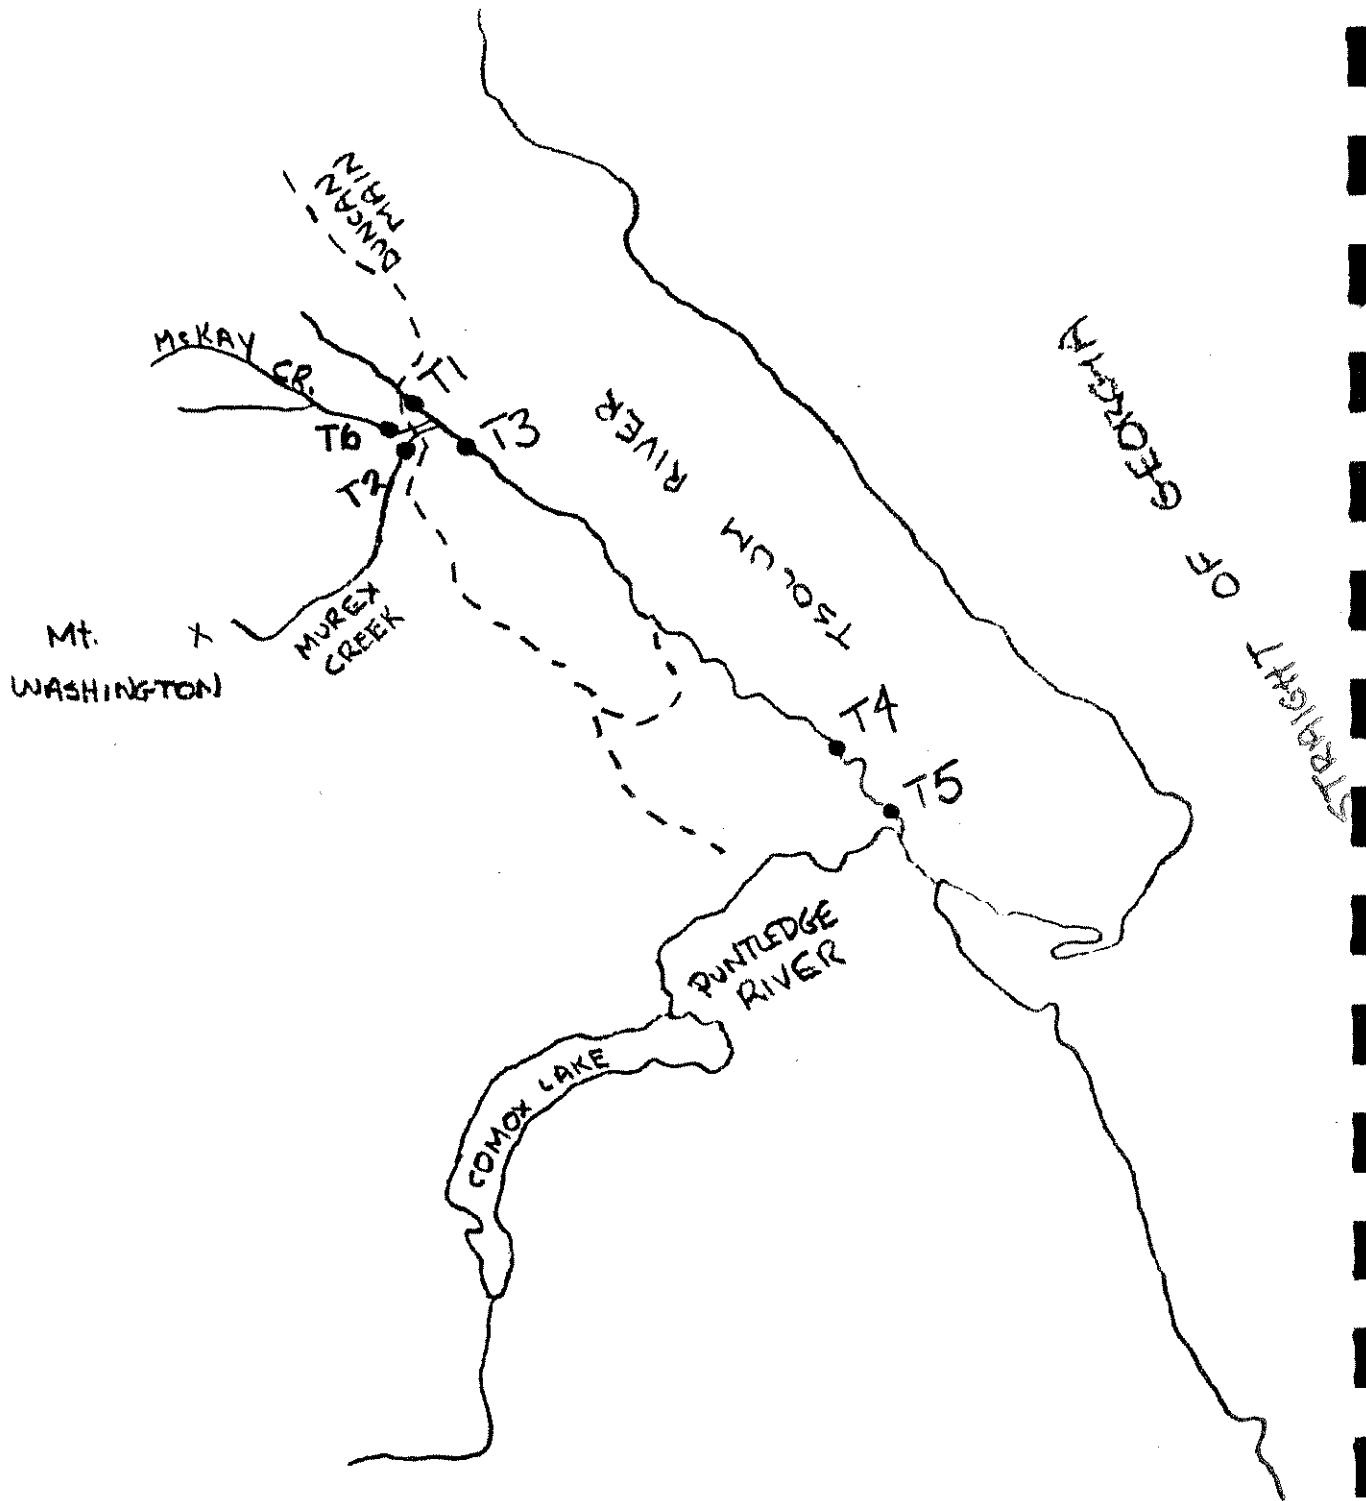 DUNCAN
MAIN
McKAY
CR.
T1
T6
T3
T2
RIVER
TSOLUM
STRAIGHT OF GEORGIA
MUREX
CREEK
Mt. X
WASHINGTON
T4
T5
PUNTLEDGE
RIVER
COMOX LAKE